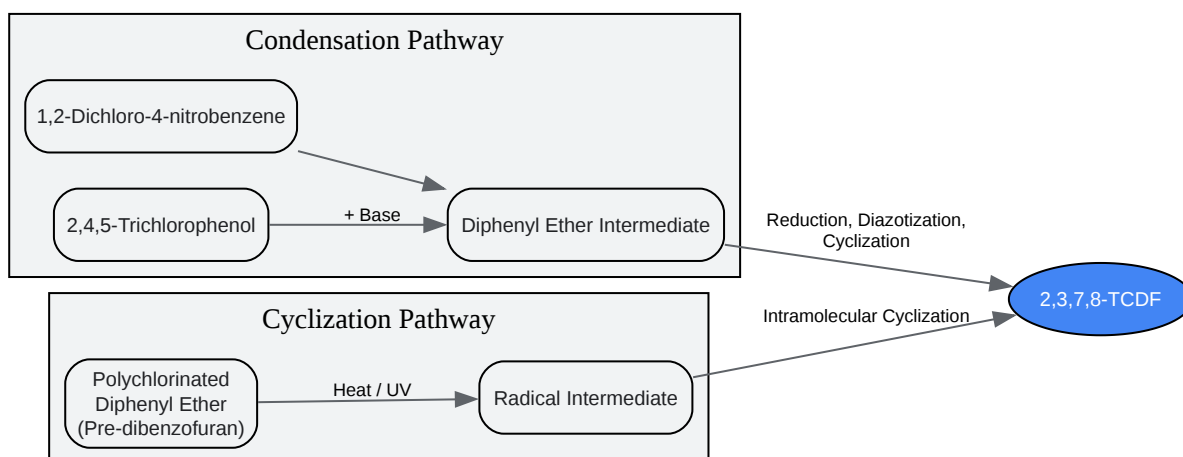 Condensation Pathway
1,2-Dichloro-4-nitrobenzene
2,4,5-Trichlorophenol
+ Base
Diphenyl Ether Intermediate
Reduction, Diazotization,
Cyclization
2,3,7,8-TCDF
Cyclization Pathway
Polychlorinated
Diphenyl Ether
(Pre-dibenzofuran)
Heat / UV
Radical Intermediate
Intramolecular Cyclization